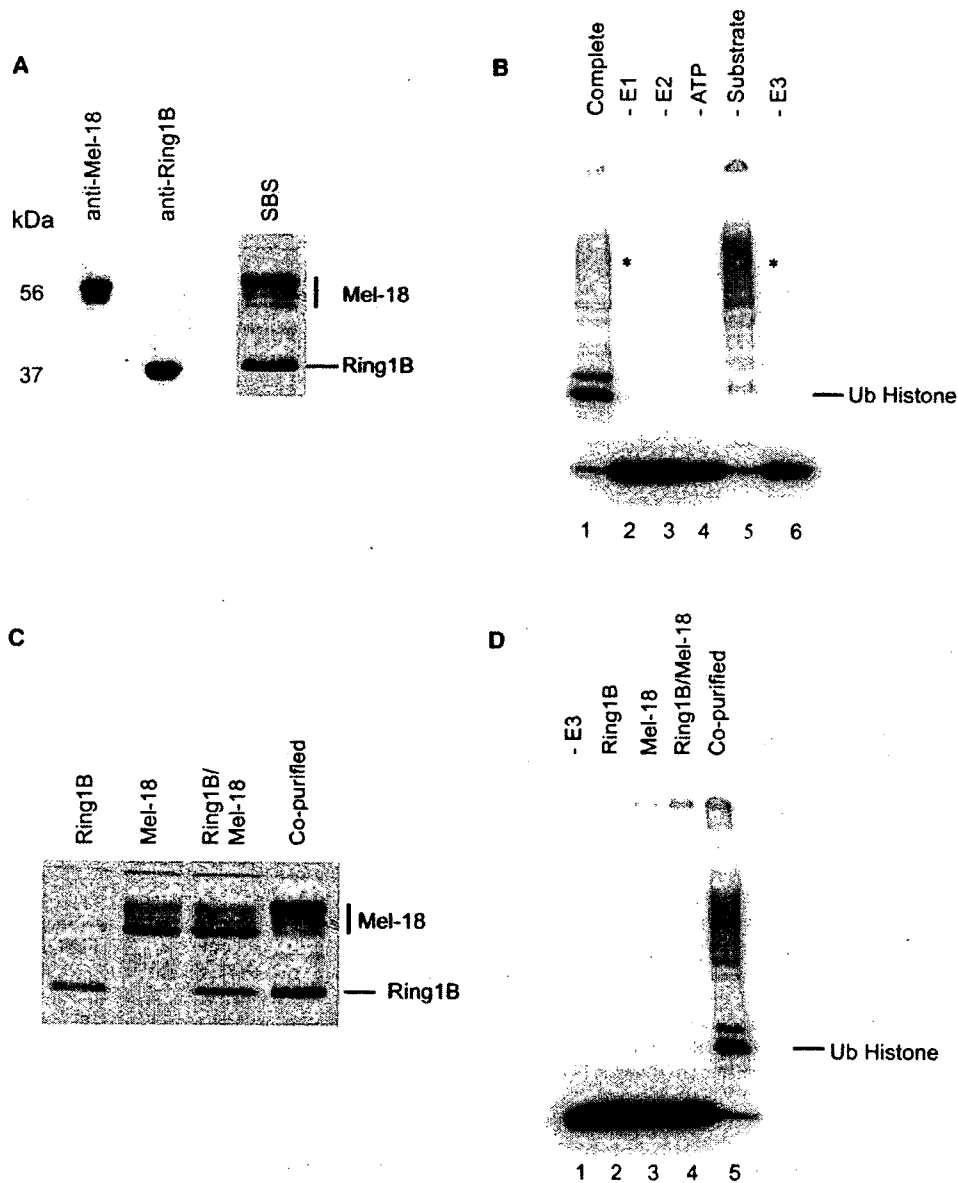 A
anti-Mel-18
anti-Ring1B
SBS
kDa
56
37
Mel-18
Ring1B
B
Complete
- E1
- E2
- ATP
- Substrate
- E3
*
*
Ub Histone
1 2 3 4 5 6
C
Ring1B
Mel-18
Ring1B/
Mel-18
Co-purified
Mel-18
Ring1B
D
- E3
Ring1B
Mel-18
Ring1B/Mel-18
Co-purified
Ub Histone
1 2 3 4 5